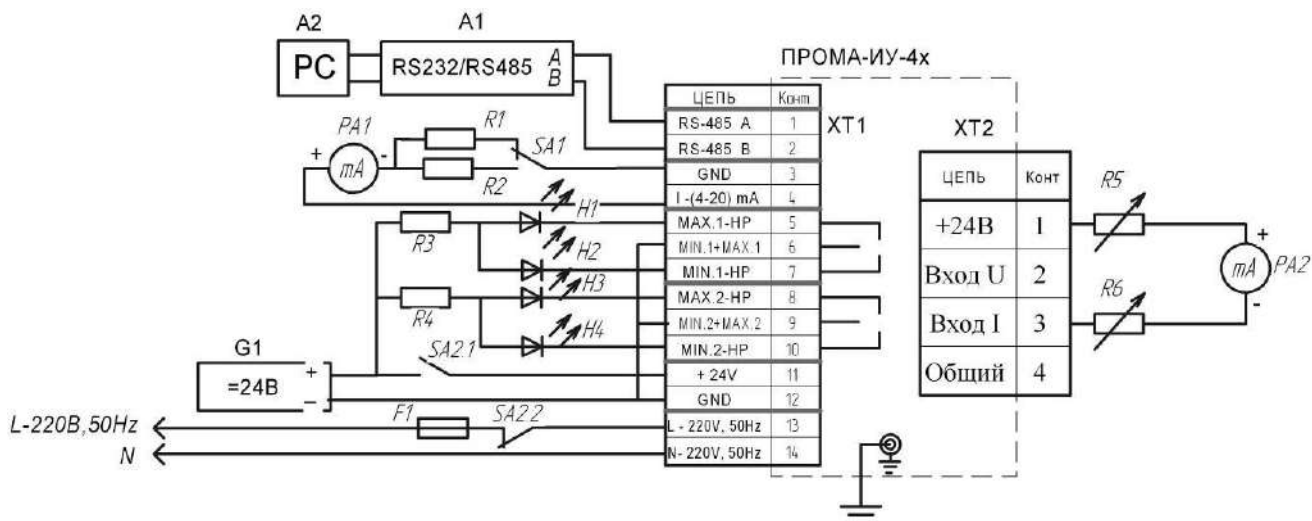 A2
A1
PC
RS232/RS485 A
B
ПРОМА-ИУ-4х
ЦЕПЬ Конт
RS-485 A 1
RS-485 B 2
GND 3
I -(4-20) mA 4
MAX.1-HP 5
MIN.1+MAX.1 6
MIN.1-HP 7
MAX.2-HP 8
MIN.2+MAX.2 9
MIN.2-HP 10
+ 24V 11
GND 12
L - 220V, 50Hz 13
N- 220V, 50Hz 14
XT1
XT2
ЦЕПЬ Конт
+24В 1
Вход U 2
Вход I 3
Общий 4
PA1
+ -
mA
R1
R2
SA1
H1
R3
H2
H3
R4
H4
SA2.1
G1
=24В
+
−
F1
SA2.2
L-220В,50Hz
N
R5
R6
+
mA PA2
-